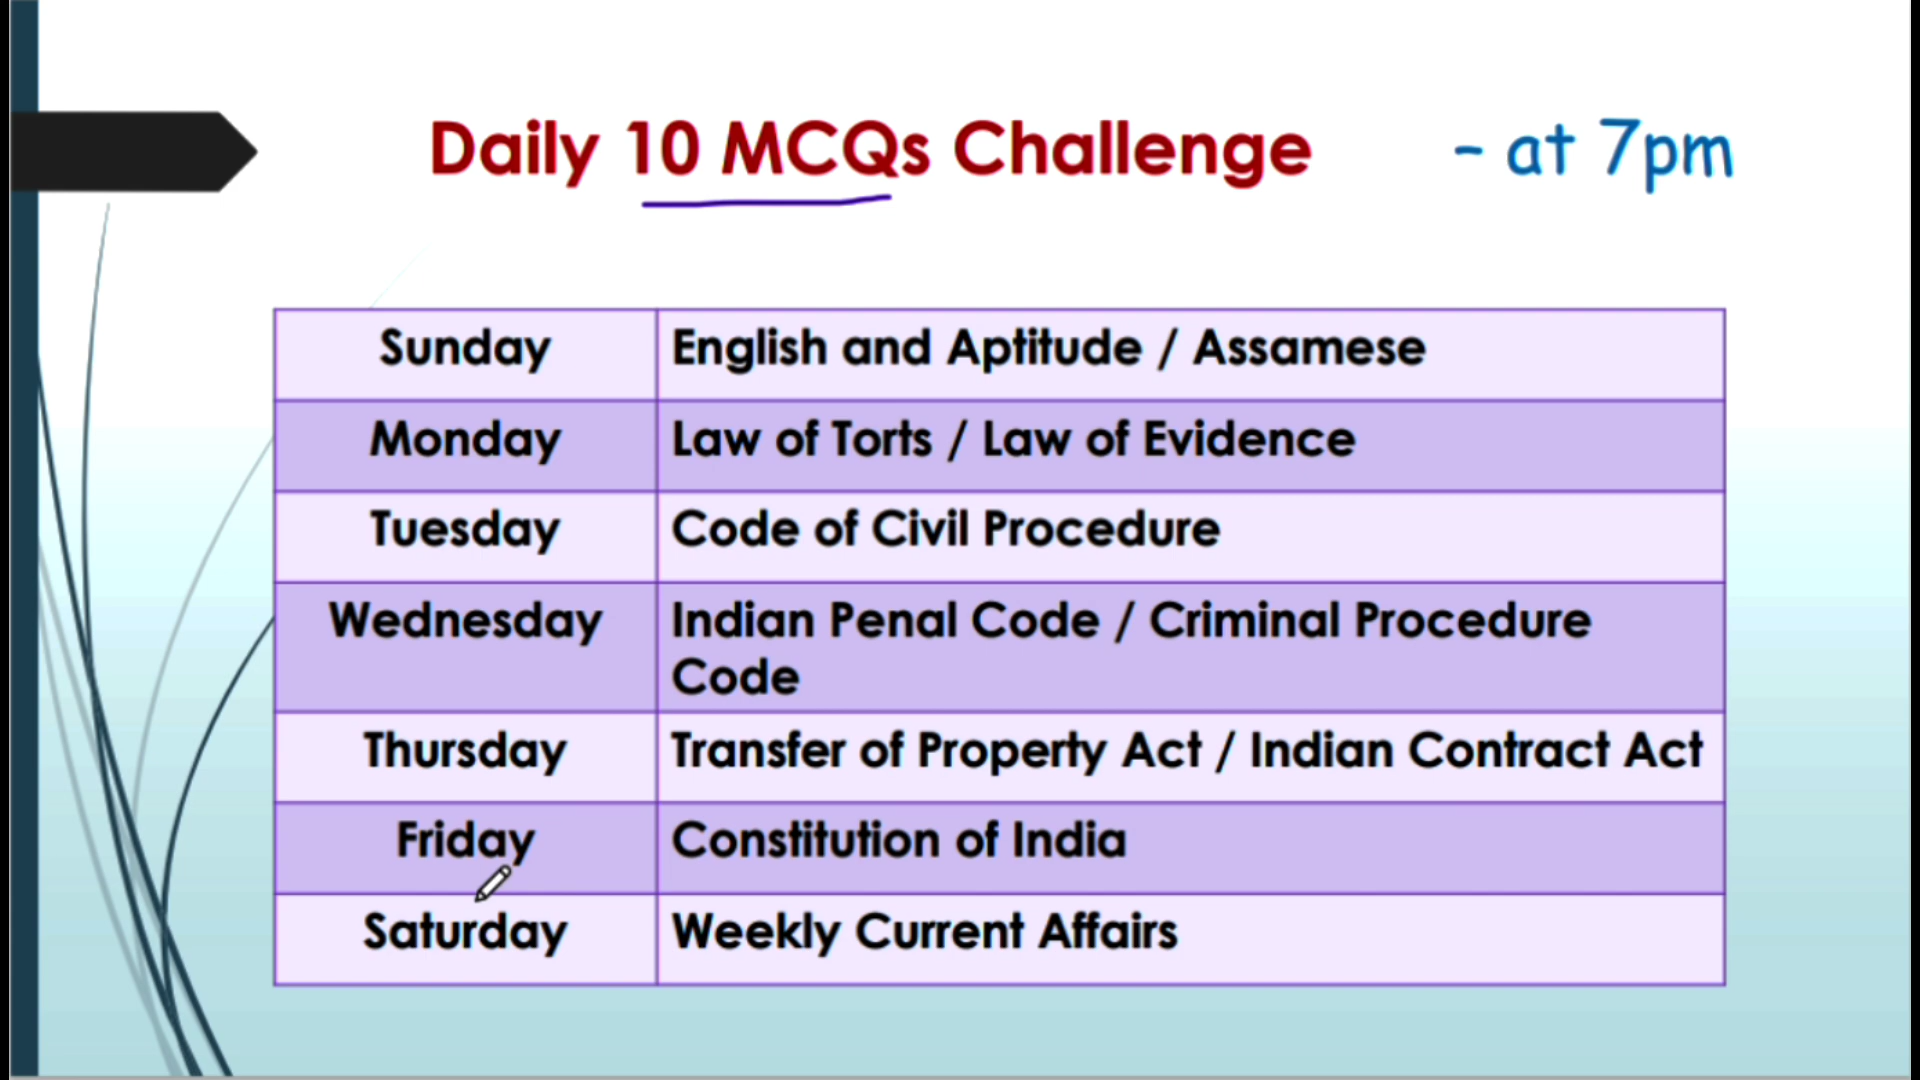 Daily 10 MCQs Challenge - at 7pm
Sunday English and Aptitude / Assamese
Monday Law of Torts / Law of Evidence
Tuesday Code of Civil Procedure
Wednesday Indian Penal Code / Criminal Procedure
Code
Thursday Transfer of Property Act / Indian Contract Act
Friday Constitution of India
Saturday Weekly Current Affairs